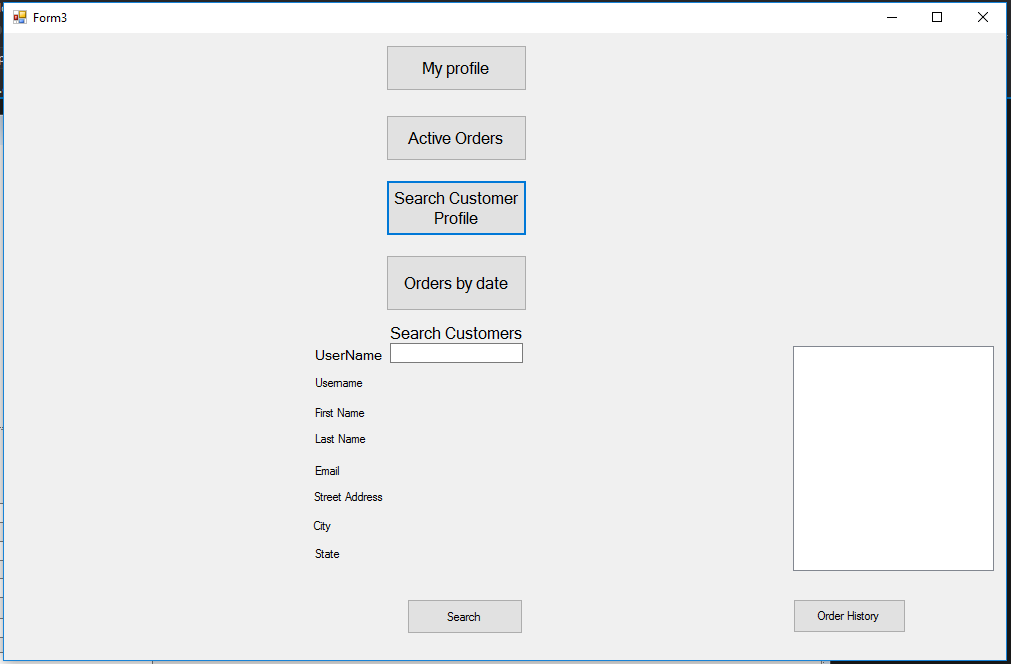 Form3
My profile
Active Orders
Search Customer
Profile
Orders by date
Search Customers
UserName
Username
First Name
Last Name
Email
Street Address
City
State
Search
Order History